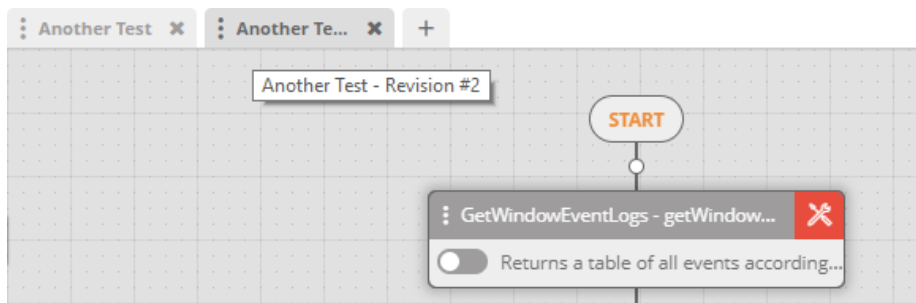 Another Test
Another Te...
+
Another Test - Revision #2
START
GetWindowEventLogs - getWindow...
Returns a table of all events according...